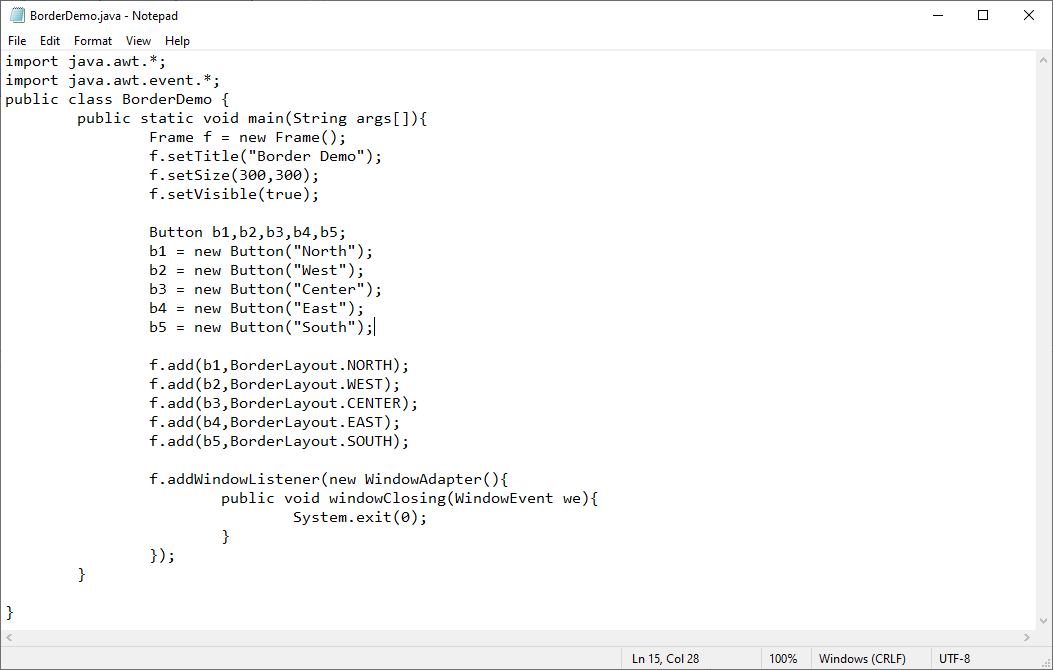 BorderDemo.java - Notepad
File Edit Format View Help
import java.awt.*;
import java.awt.event.*;
public class BorderDemo {
        public static void main(String args[]){
                Frame f = new Frame();
                f.setTitle("Border Demo");
                f.setSize(300,300);
                f.setVisible(true);

                Button b1,b2,b3,b4,b5;
                b1 = new Button("North");
                b2 = new Button("West");
                b3 = new Button("Center");
                b4 = new Button("East");
                b5 = new Button("South");

                f.add(b1,BorderLayout.NORTH);
                f.add(b2,BorderLayout.WEST);
                f.add(b3,BorderLayout.CENTER);
                f.add(b4,BorderLayout.EAST);
                f.add(b5,BorderLayout.SOUTH);

                f.addWindowListener(new WindowAdapter(){
                        public void windowClosing(WindowEvent we){
                                System.exit(0);
                        }
                });
        }

}
Ln 15, Col 28 100% Windows (CRLF) UTF-8